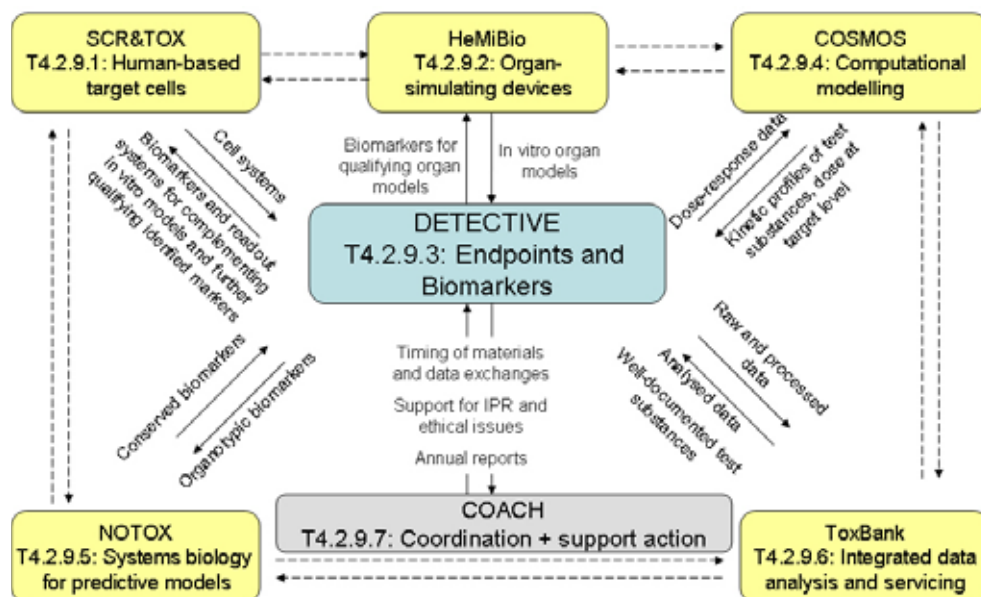 SCR&TOX
T4.2.9.1: Human-based
target cells
HeMiBio
T4.2.9.2: Organ-
simulating devices
COSMOS
T4.2.9.4: Computational
modelling
Cell systems
Biomarkers and readout
systems for complementing
In vitro models and further
qualifying identified markers
Biomarkers for
qualifying organ
models
In vitro organ
models
Dose-response data
Kinetic profiles of test
substances, dose at
target level
DETECTIVE
T4.2.9.3: Endpoints and
Biomarkers
Conserved biomarkers
Organotypic biomarkers
Timing of materials
and data exchanges
Support for IPR and
ethical issues
Annual reports
Raw and processed
data
Analysed data
Well-documented test
substances
NOTOX
T4.2.9.5: Systems biology
for predictive models
COACH
T4.2.9.7: Coordination + support action
ToxBank
T4.2.9.6: Integrated data
analysis and servicing